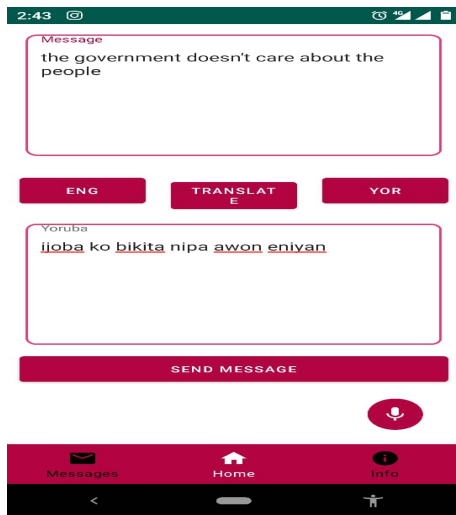 2:43
4G
Message
the government doesn't care about the
people
ENG
TRANSLAT
E
YOR
Yoruba
ijoba ko bikita nipa awon eniyan
SEND MESSAGE
Messages
Home
Info